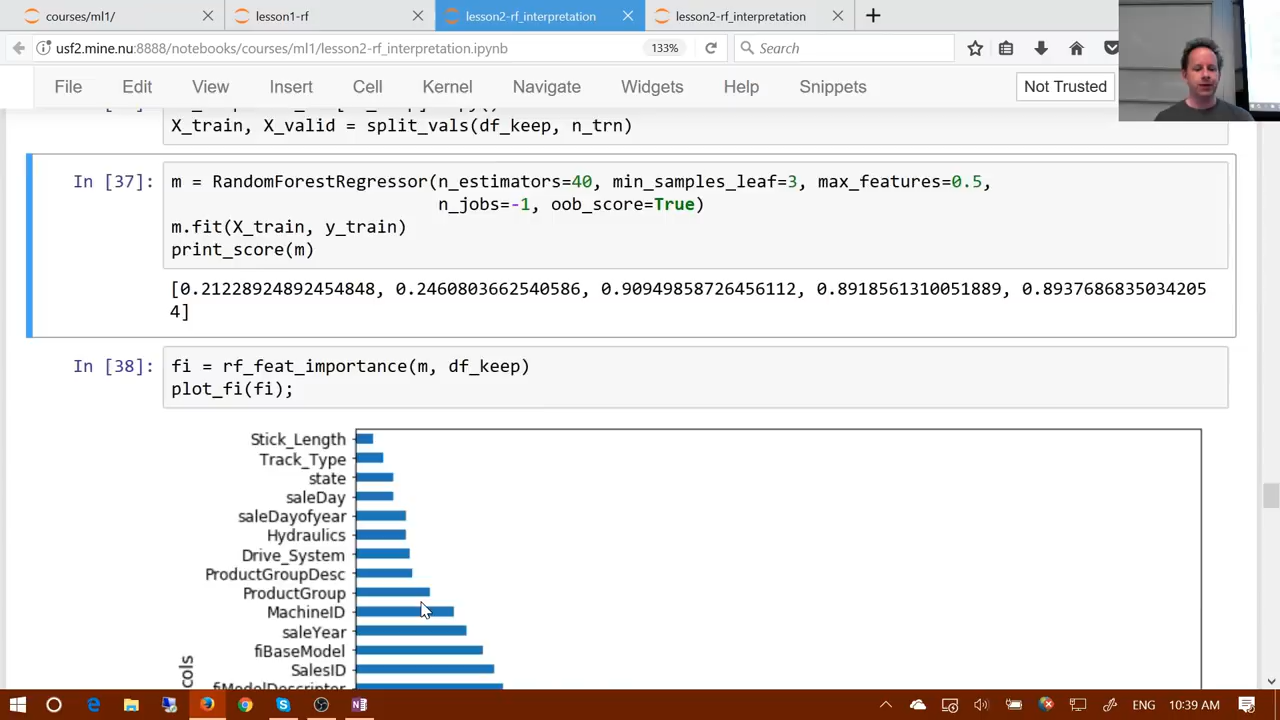 courses/ml1/
lesson1-rf
lesson2-rf_interpretation
lesson2-rf_interpretation
usf2.mine.nu:8888/notebooks/courses/ml1/lesson2-rf_interpretation.ipynb
133%
Search
File Edit View Insert Cell Kernel Navigate Widgets Help Snippets
Not Trusted
X_train, X_valid = split_vals(df_keep, n_trn)
In [37]:
m = RandomForestRegressor(n_estimators=40, min_samples_leaf=3, max_features=0.5,
n_jobs=-1, oob_score=True)
m.fit(X_train, y_train)
print_score(m)
[0.21228924892454848, 0.2460803662540586, 0.90949858726456112, 0.8918561310051889, 0.8937686835034205
4]
In [38]:
fi = rf_feat_importance(m, df_keep)
plot_fi(fi);
Stick_Length
Track_Type
state
saleDay
saleDayofyear
Hydraulics
Drive_System
ProductGroupDesc
ProductGroup
MachineID
saleYear
fiBaseModel
SalesID
fiModelDescriptor
cols
ENG
10:39 AM